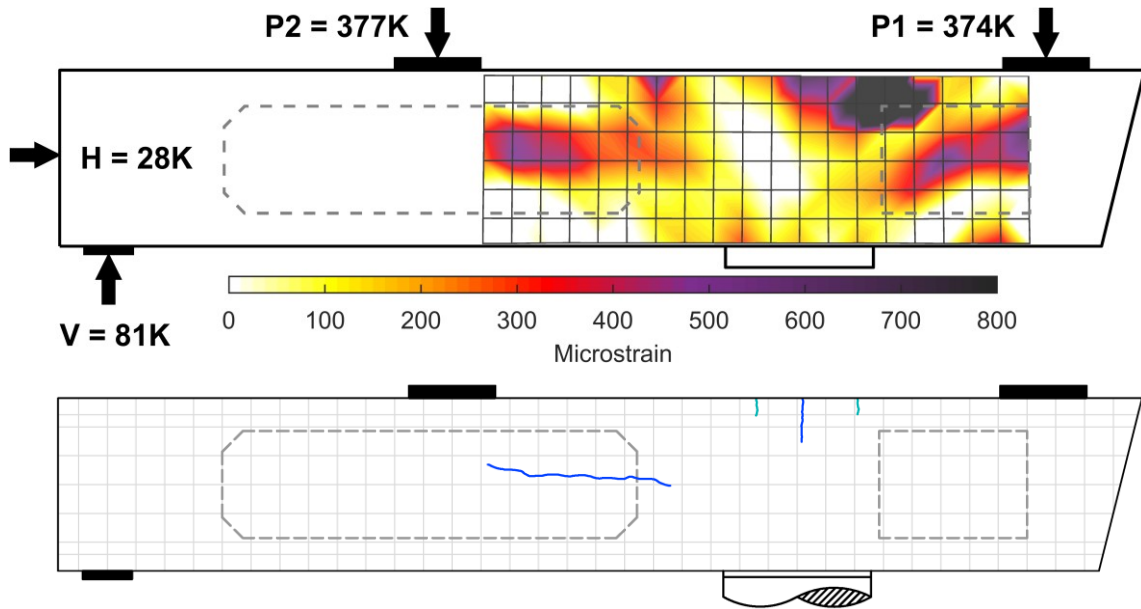 P2 = 377K
P1 = 374K
H = 28K
V = 81K
0 100 200 300 400 500 600 700 800
Microstrain